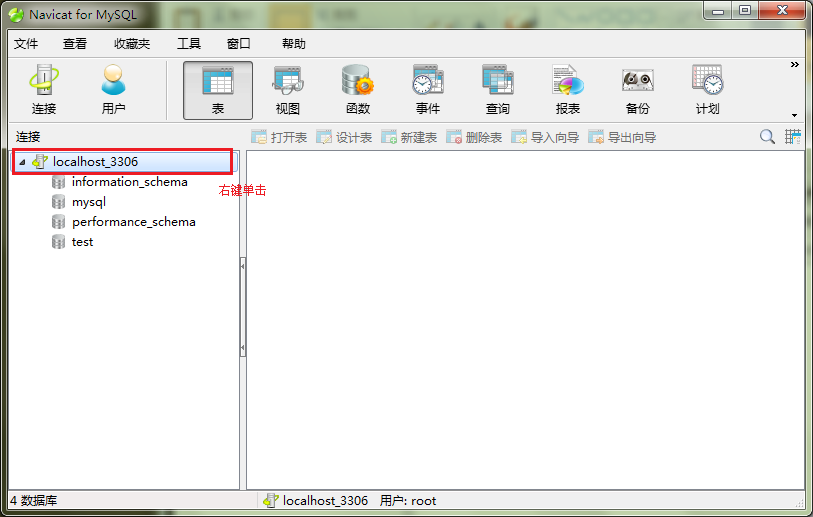 Navicat for MySQL
文件 查看 收藏夹 工具 窗口 帮助
连接 用户 表 视图 函数 事件 查询 报表 备份 计划
连接 打开表 设计表 新建表 删除表 导入向导 导出向导
localhost_3306
information_schema
右键单击
mysql
performance_schema
test
4 数据库 localhost_3306 用户: root